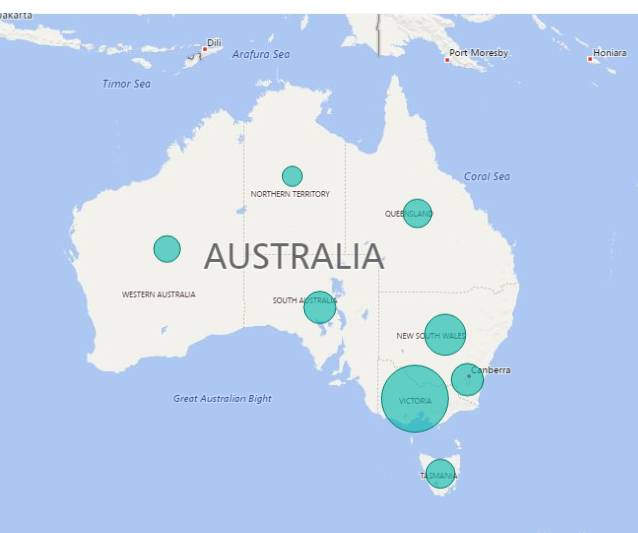 Jakarta
Dili
Arafura Sea
Port Moresby
Honiara
Timor Sea
Coral Sea
NORTHERN TERRITORY
QUEENSLAND
AUSTRALIA
WESTERN AUSTRALIA
SOUTH AUSTRALIA
NEW SOUTH WALES
Canberra
Great Australian Bight
VICTORIA
TASMANIA